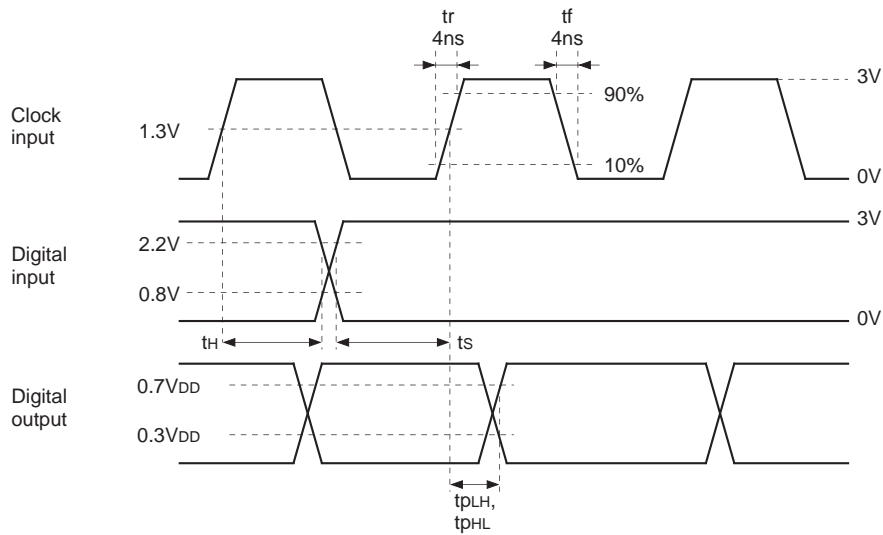 tr
4ns
tf
4ns
3V
90%
Clock
input
1.3V
10%
0V
3V
2.2V
Digital
input
0.8V
0V
tH
tS
0.7VDD
Digital
output
0.3VDD
tpLH,
tpHL